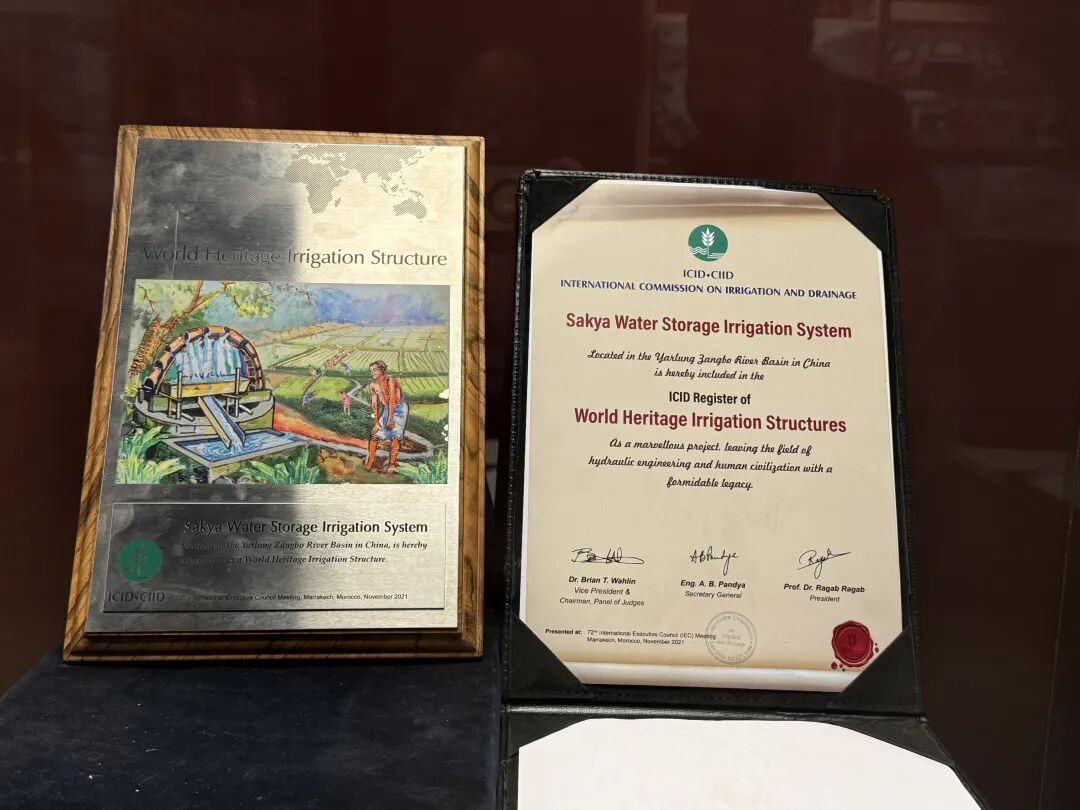 World Heritage Irrigation Structure
Sakya Water Storage Irrigation System
Located in the Yarlung Zangbo River Basin in China, is hereby
recognized as a World Heritage Irrigation Structure.
ICID•CIID
72nd International Executive Council Meeting, Marrakech, Morocco, November 2021
ICID•CIID
INTERNATIONAL COMMISSION ON IRRIGATION AND DRAINAGE
Sakya Water Storage Irrigation System
Located in the Yarlung Zangbo River Basin in China
is hereby included in the
ICID Register of
World Heritage Irrigation Structures
As a marvellous project, leaving the field of
hydraulic engineering and human civilization with a
formidable legacy.
Dr. Brian T. Wahlin
Vice President &
Chairman, Panel of Judges
Eng. A. B. Pandya
Secretary General
Prof. Dr. Ragab Ragab
President
Presented at: 72nd International Executive Council (IEC) Meeting
Marrakech, Morocco, November 2021